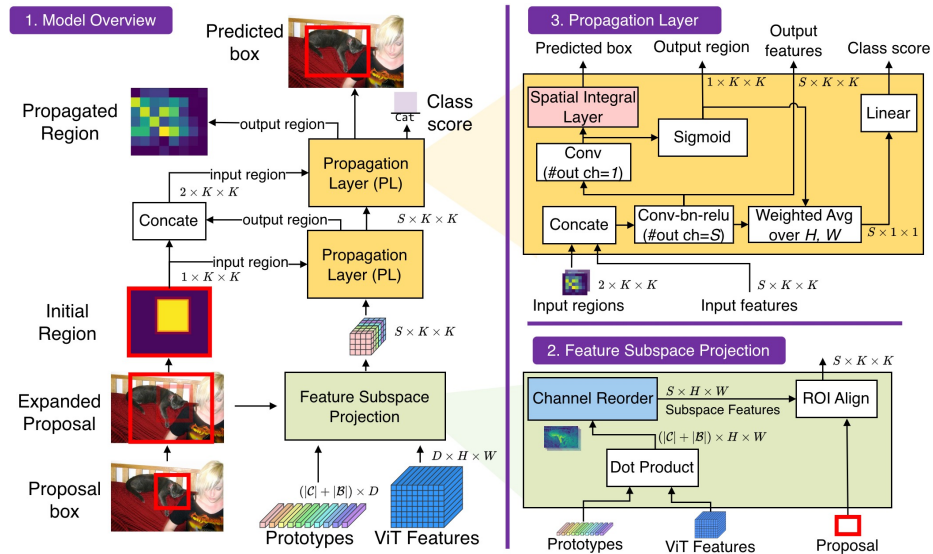 1. Model Overview
Predicted
box
Propagated
Region
output region
Cat
Class
score
input region
2 × K × K
Propagation
Layer (PL)
Concate
output region
S × K × K
input region
1 × K × K
Propagation
Layer (PL)
Initial
Region
S × K × K
Expanded
Proposal
Feature Subspace
Projection
D × H × W
Proposal
box
(|C| + |B|) × D
Prototypes
ViT Features
3. Propagation Layer
Predicted box
Output region
Output
features
Class score
1 × K × K
S × K × K
Spatial Integral
Layer
Sigmoid
Linear
Conv
(#out ch=1)
Concate
Conv-bn-relu
(#out ch=S)
Weighted Avg
over H, W
S × 1 × 1
2 × K × K
S × K × K
Input regions
Input features
2. Feature Subspace Projection
S × K × K
Channel Reorder
S × H × W
Subspace Features
ROI Align
(|C| + |B|) × H × W
Dot Product
Prototypes
ViT Features
Proposal